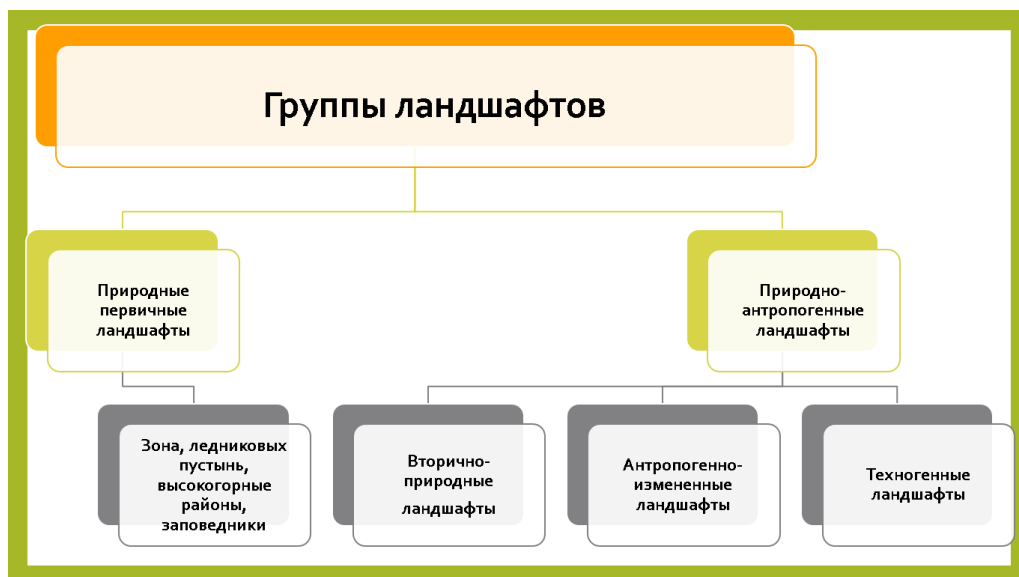 Группы ландшафтов
Природные
первичные
ландшафты
Природно-
антропогенные
ландшафты
Зона, ледниковых
пустынь,
высокогорные
районы,
заповедники
Вторично-
природные
ландшафты
Антропогенно-
измененные
ландшафты
Техногенные
ландшафты